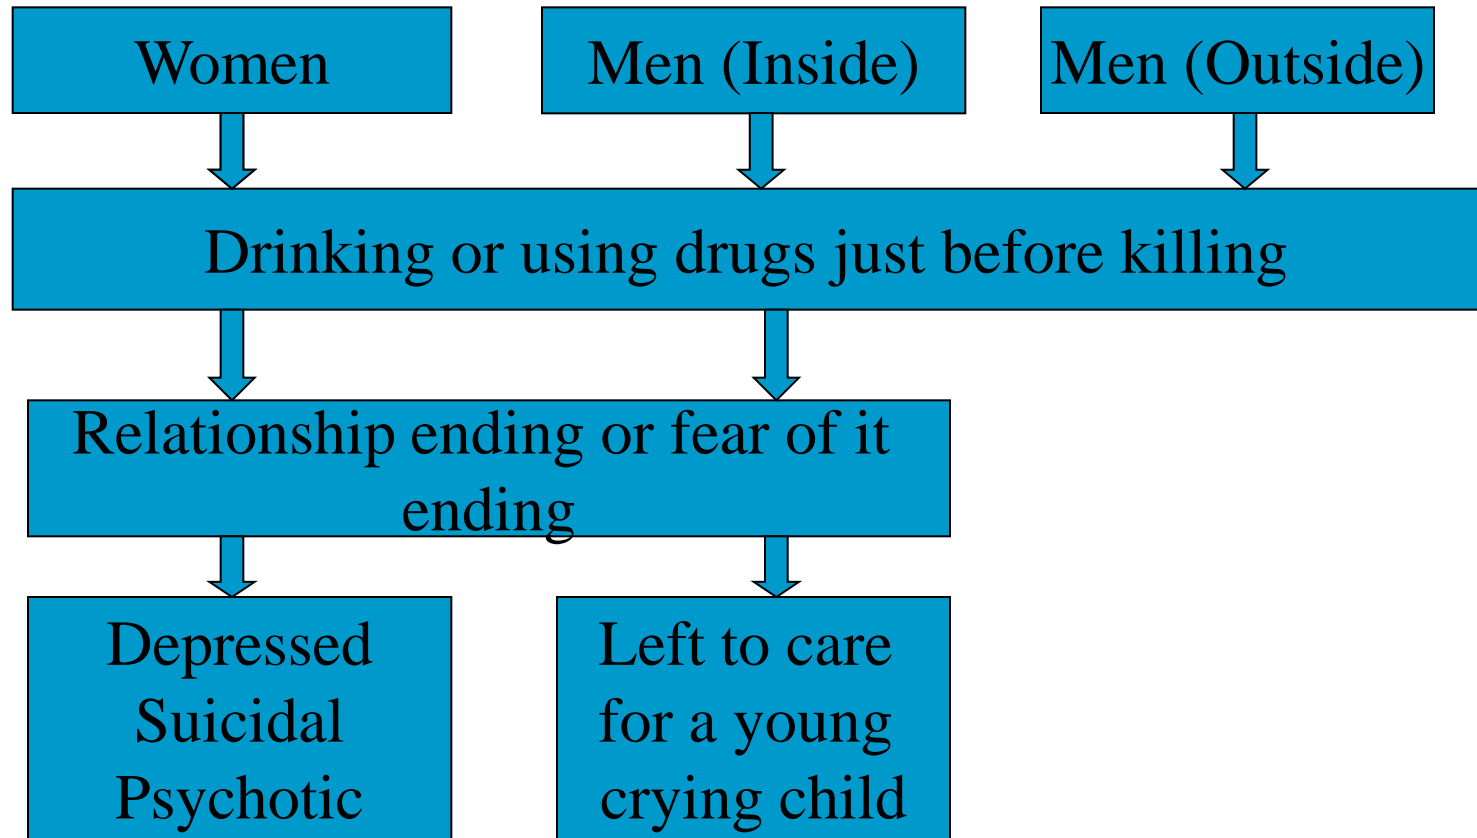 Women
Men (Inside)
Men (Outside)
Drinking or using drugs just before killing
Relationship ending or fear of it
ending
Depressed
Suicidal
Psychotic
Left to care
for a young
crying child